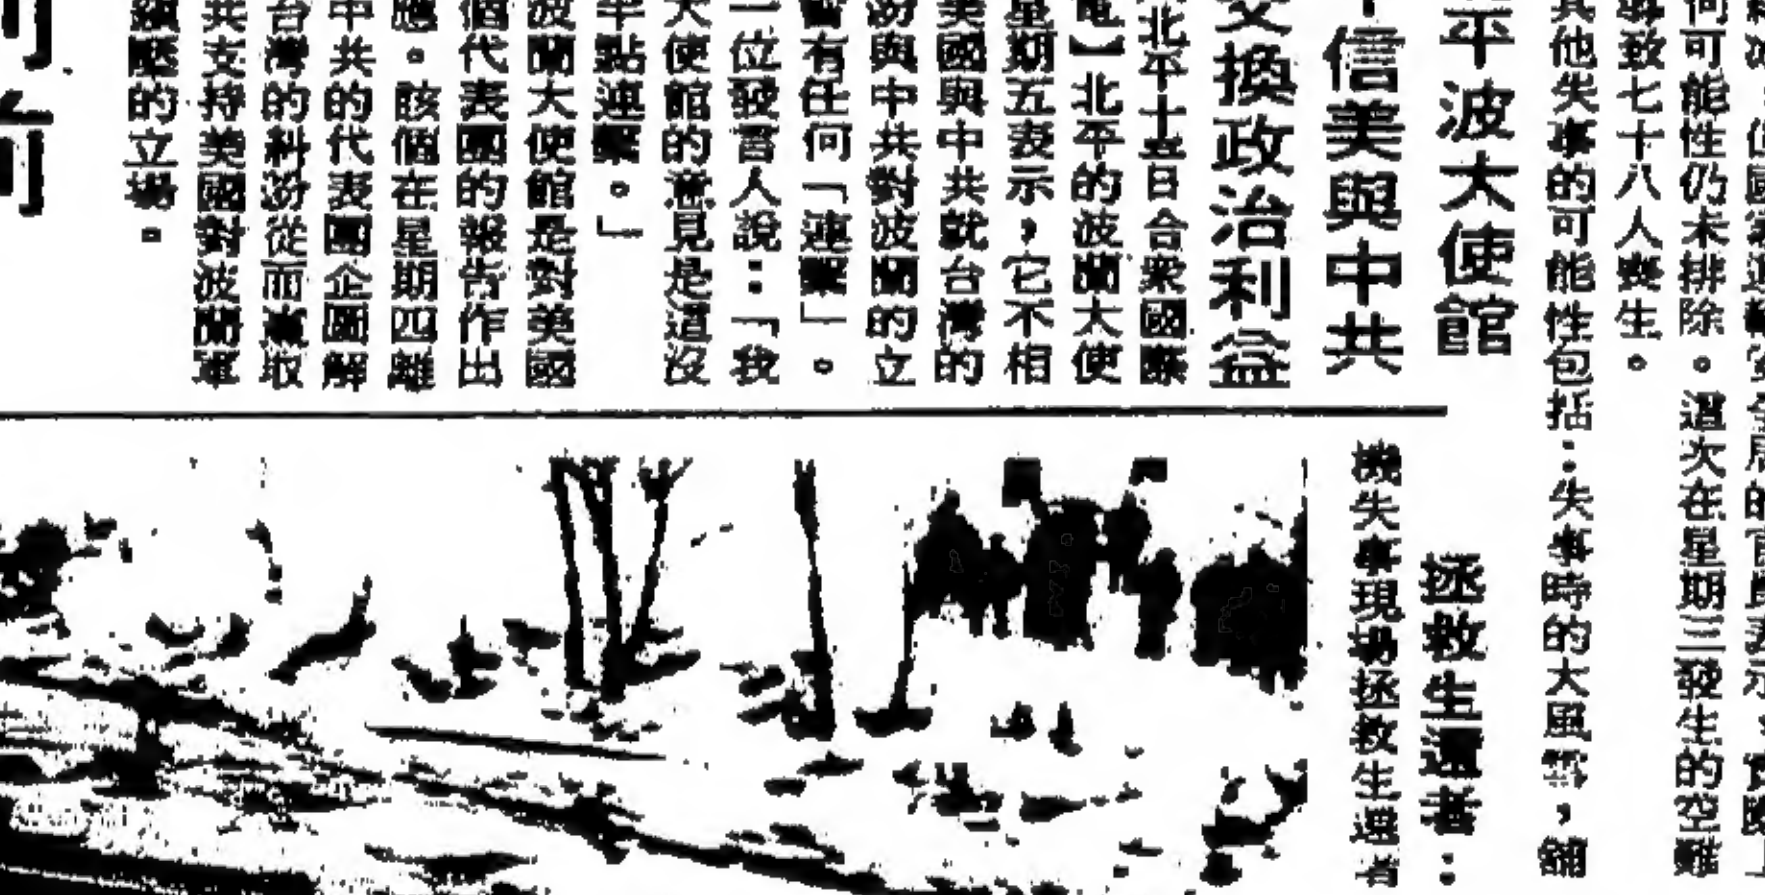 何可能性仍未排除。這次在星期三發生的空難
導致七十八人喪生。
其他失事的可能性包括:失事時的大風雪,舖
平波大使館
信美與中共
交換政治利益
北平十五日合衆國際
電】北平的波蘭大使
星期五表示,它不相
美國與中共就台灣的
紛與中共對波蘭的立
曾有任何「連繫」。
一位發言人說:「我
大使館的意見是這沒
半點連繫。」
波蘭大使館是對美國
個代表團的報告作出
應。該個在星期四離
中共的代表團企圖解
台灣的糾紛從而贏取
共支持美國對波蘭軍
鎮壓的立場。
拯救生還者:
機失事現場拯救生還者
前